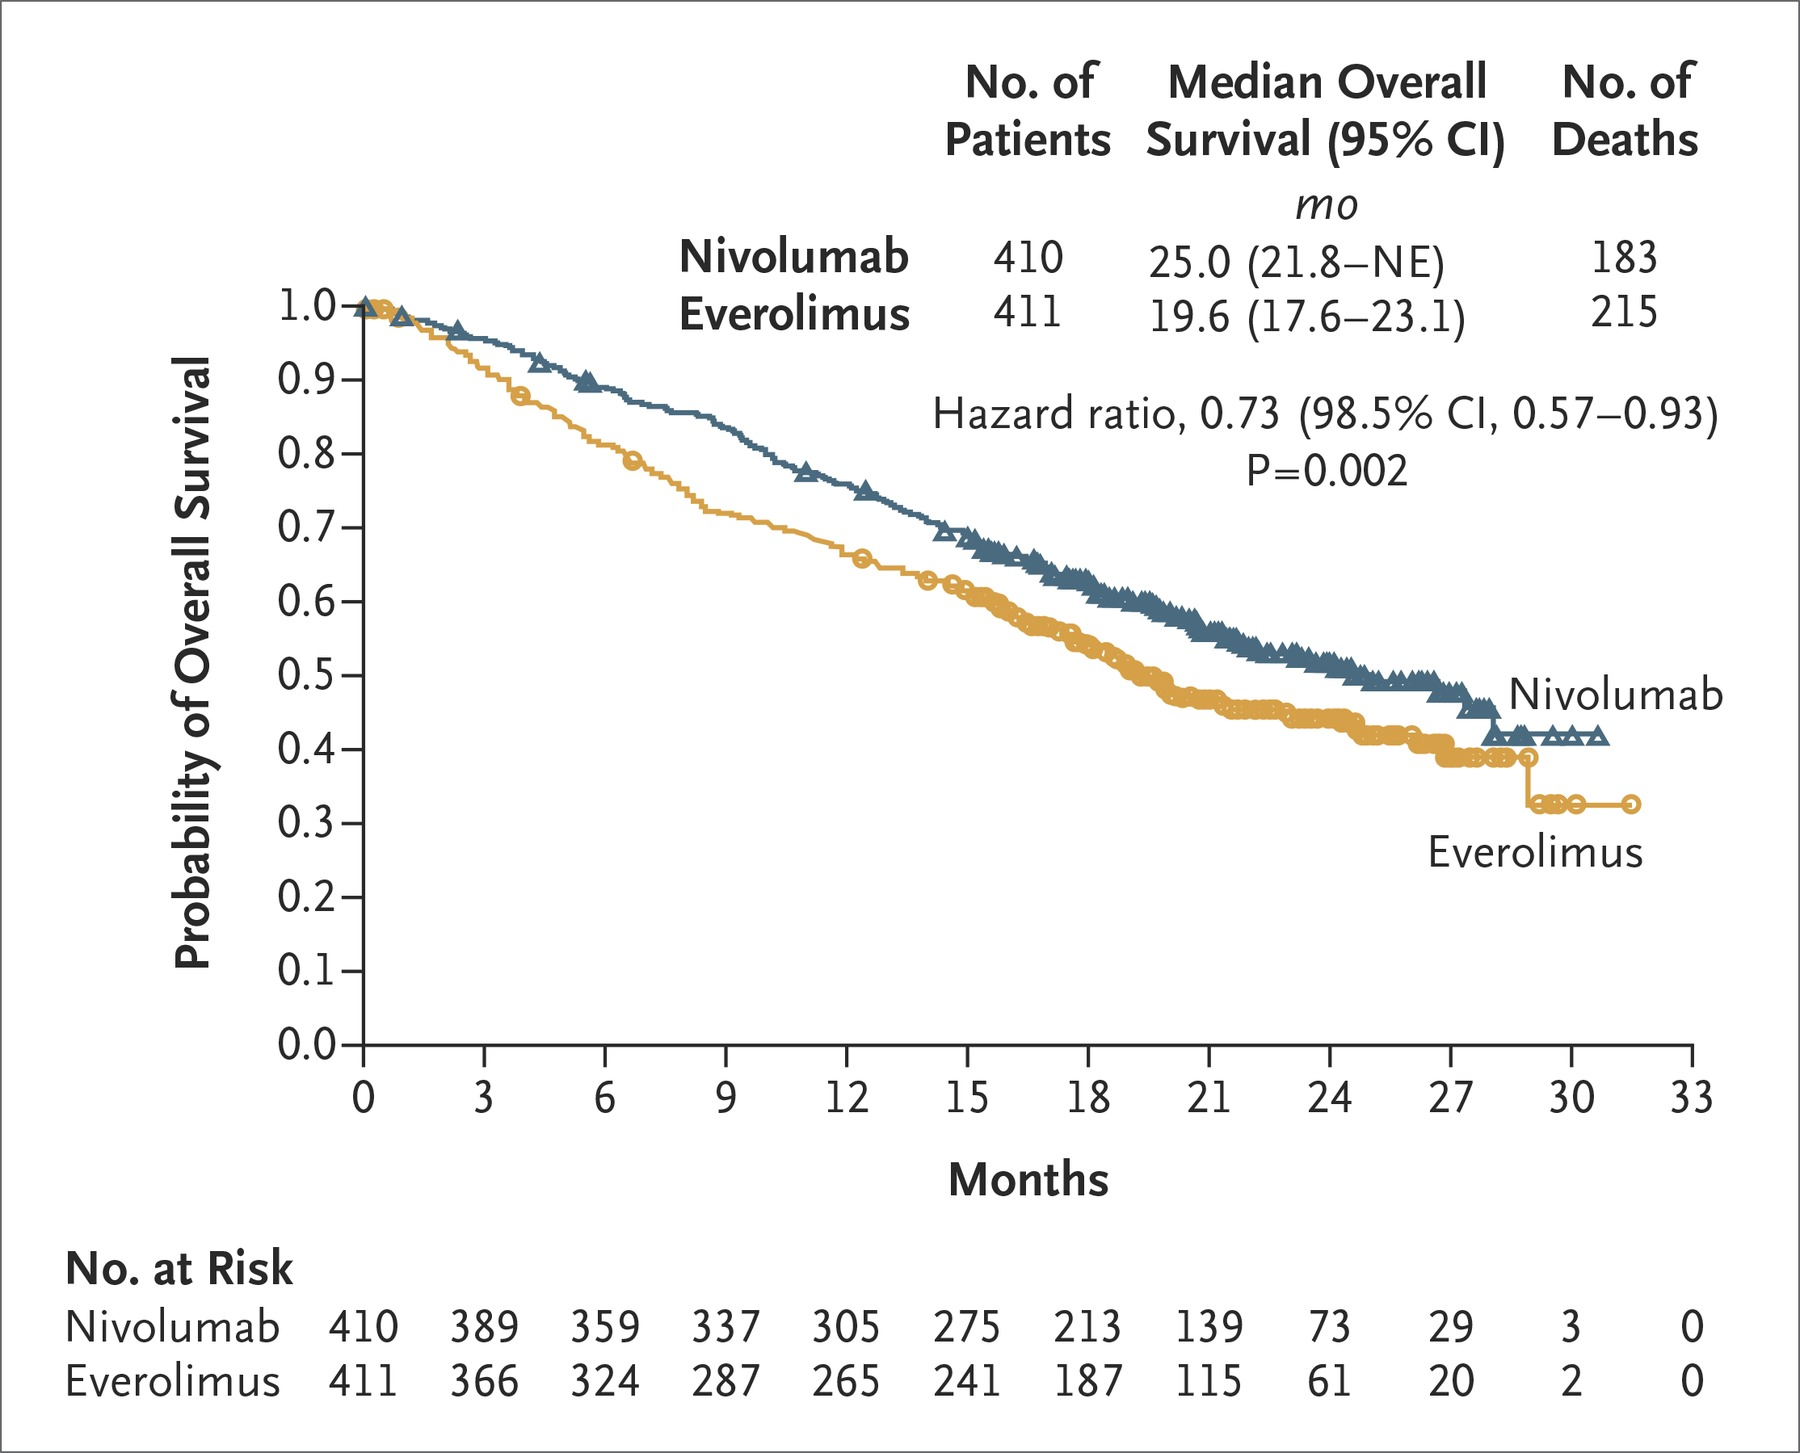 No. of Patients Median Overall Survival (95% CI) No. of Deaths
mo
Nivolumab 410 25.0 (21.8–NE) 183
Everolimus 411 19.6 (17.6–23.1) 215
Hazard ratio, 0.73 (98.5% CI, 0.57–0.93)
P=0.002
Probability of Overall Survival
1.0
0.9
0.8
0.7
0.6
0.5
0.4
0.3
0.2
0.1
0.0
Nivolumab
Everolimus
0 3 6 9 12 15 18 21 24 27 30 33
Months
No. at Risk
Nivolumab 410 389 359 337 305 275 213 139 73 29 3 0
Everolimus 411 366 324 287 265 241 187 115 61 20 2 0